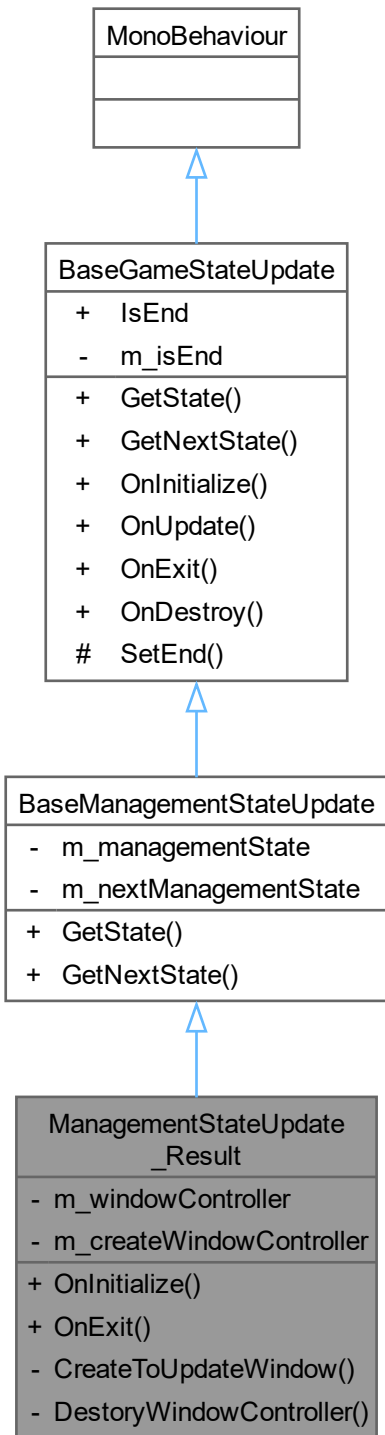 MonoBehaviour
BaseGameStateUpdate
+ IsEnd
- m_isEnd
+ GetState()
+ GetNextState()
+ OnInitialize()
+ OnUpdate()
+ OnExit()
+ OnDestroy()
# SetEnd()
BaseManagementStateUpdate
- m_managementState
- m_nextManagementState
+ GetState()
+ GetNextState()
ManagementStateUpdate
_Result
- m_windowController
- m_createWindowController
+ OnInitialize()
+ OnExit()
- CreateToUpdateWindow()
- DestoryWindowController()